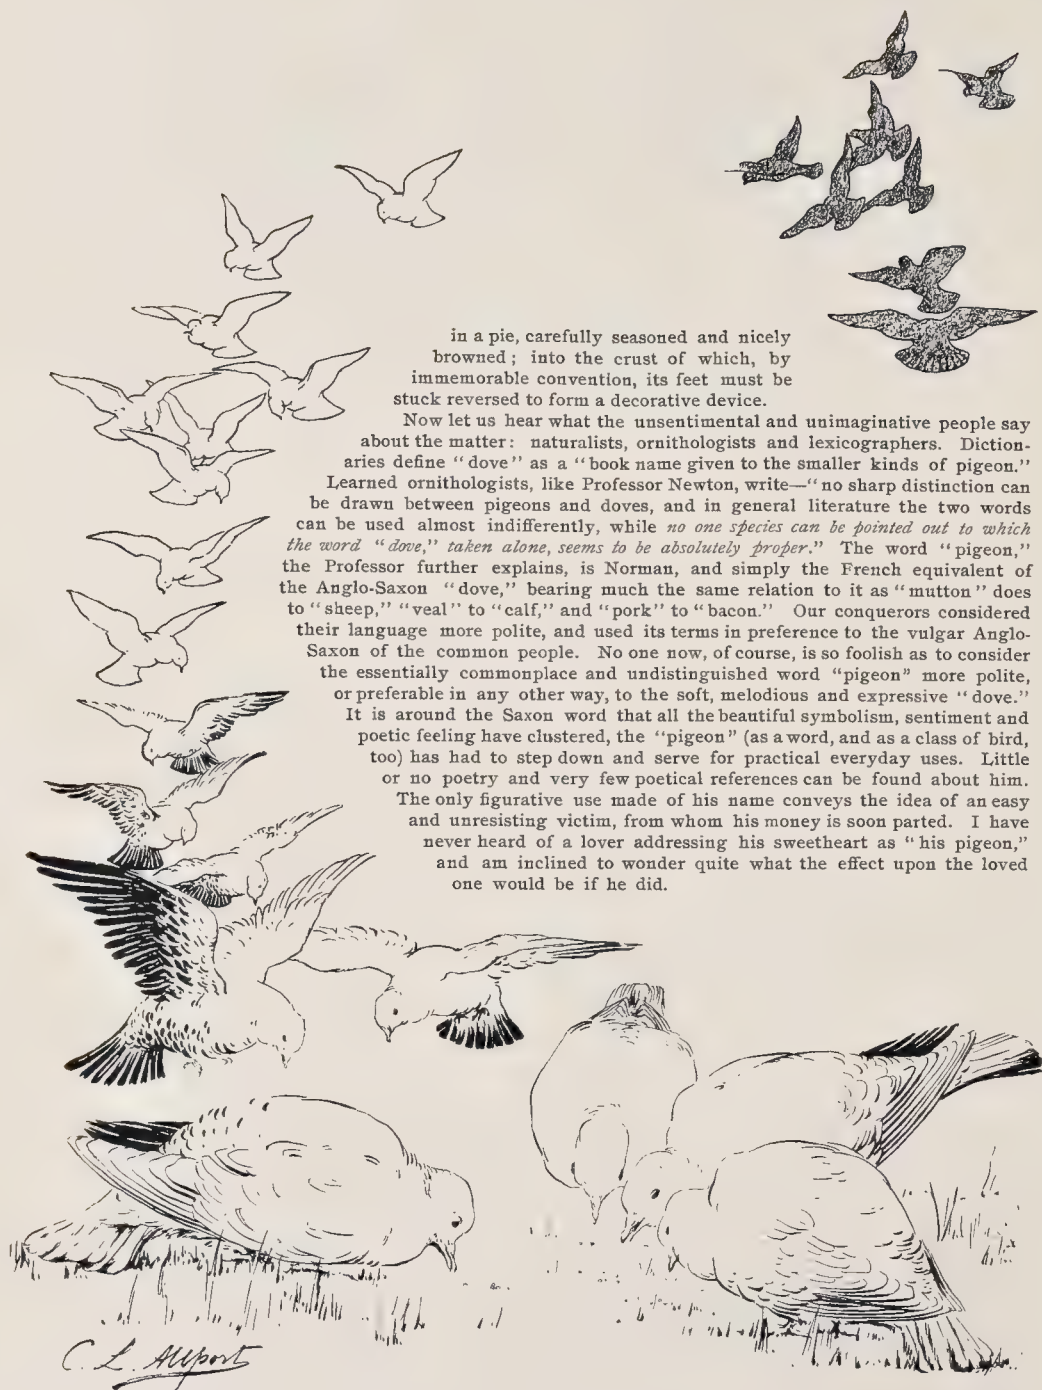 in a pie, carefully seasoned and nicely
browned; into the crust of which, by
immemorable convention, its feet must be
stuck reversed to form a decorative device.
Now let us hear what the unsentimental and unimaginative people say
about the matter: naturalists, ornithologists and lexicographers. Diction-
aries define “dove” as a “book name given to the smaller kinds of pigeon.”
Learned ornithologists, like Professor Newton, write—“no sharp distinction can
be drawn between pigeons and doves, and in general literature the two words
can be used almost indifferently, while no one species can be pointed out to which
the word “dove,” taken alone, seems to be absolutely proper.” The word “pigeon,”
the Professor further explains, is Norman, and simply the French equivalent of
the Anglo-Saxon “dove,” bearing much the same relation to it as “mutton” does
to “sheep,” “veal” to “calf,” and “pork” to “bacon.” Our conquerors considered
their language more polite, and used its terms in preference to the vulgar Anglo-
Saxon of the common people. No one now, of course, is so foolish as to consider
the essentially commonplace and undistinguished word “pigeon” more polite,
or preferable in any other way, to the soft, melodious and expressive “dove.”
It is around the Saxon word that all the beautiful symbolism, sentiment and
poetic feeling have clustered, the “pigeon” (as a word, and as a class of bird,
too) has had to step down and serve for practical everyday uses. Little
or no poetry and very few poetical references can be found about him.
The only figurative use made of his name conveys the idea of an easy
and unresisting victim, from whom his money is soon parted. I have
never heard of a lover addressing his sweetheart as “his pigeon,”
and am inclined to wonder quite what the effect upon the loved
one would be if he did.
C. L. Allport